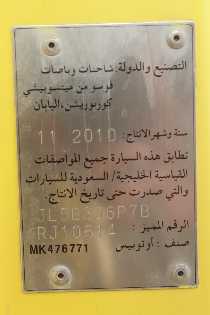 التصنيع والدولة: شاحنات وباصات
فوسو من ميتسوبيشي
كوربوريشن،اليابان
سنة وشهر الانتاج: 2010 11
تطابق هذه السيارة جميع المواصفات
القياسية الخليجية/ السعودية للسيارات
والتي صدرت حتى تاريخ الانتاج.
الرقم المميز :
صنف : أوتوبيس
MK476771